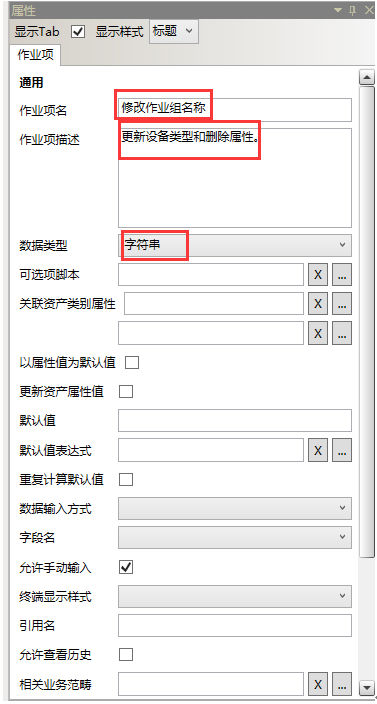 属性
显示Tab 显示样式 标题
作业项
通用
作业项名 修改作业组名称
作业项描述 更新设备类型和删除属性。
数据类型 字符串
可选项脚本 X ...
关联资产类别属性 X ...
X ...
以属性值为默认值
更新资产属性值
默认值
默认值表达式 X ...
重复计算默认值
数据输入方式
字段名
允许手动输入
终端显示样式
引用名
允许查看历史
相关业务范畴 X ...